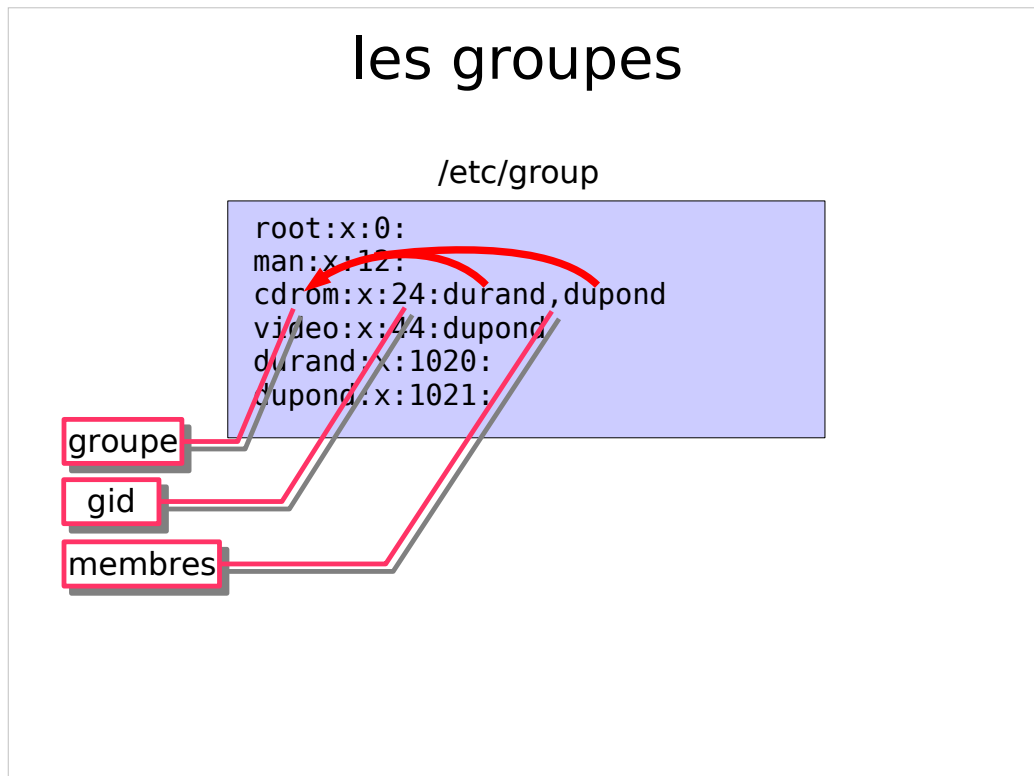 les groupes
/etc/group
root:x:0:
man:x:12:
cdrom:x:24:durand,dupond
video:x:44:dupond
durand:x:1020:
dupond:x:1021:
groupe
gid
membres